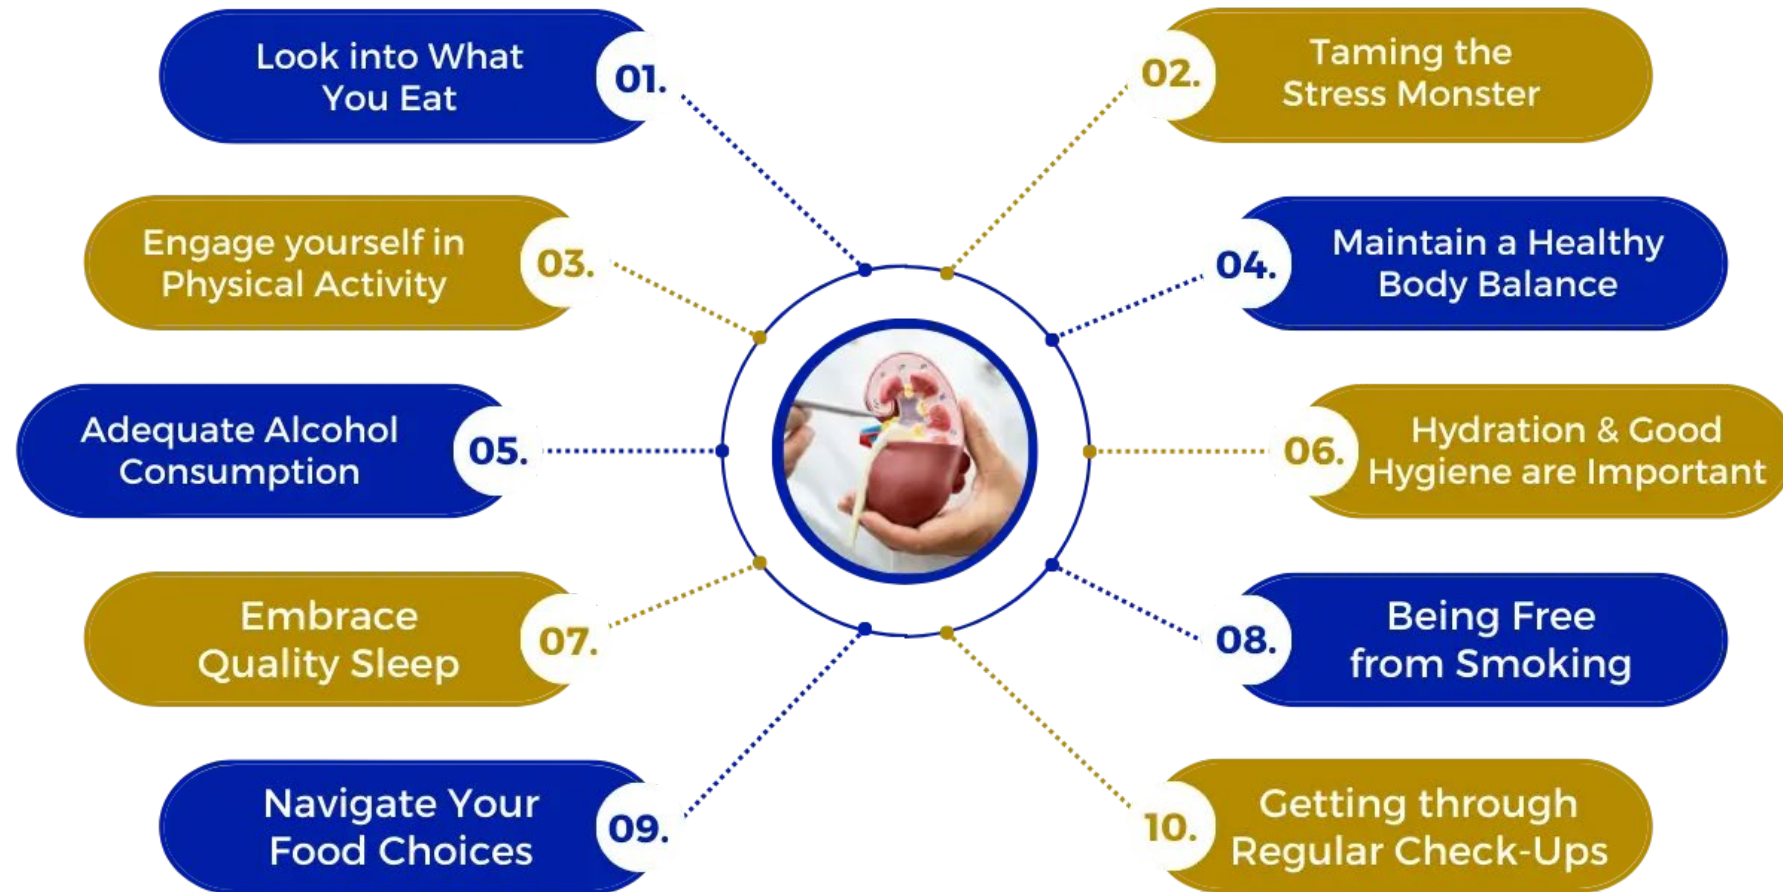 Look into What
You Eat
01.
02.
Taming the
Stress Monster
Engage yourself in
Physical Activity
03.
04.
Maintain a Healthy
Body Balance
Adequate Alcohol
Consumption
05.
06.
Hydration & Good
Hygiene are Important
Embrace
Quality Sleep
07.
08.
Being Free
from Smoking
Navigate Your
Food Choices
09.
10.
Getting through
Regular Check-Ups